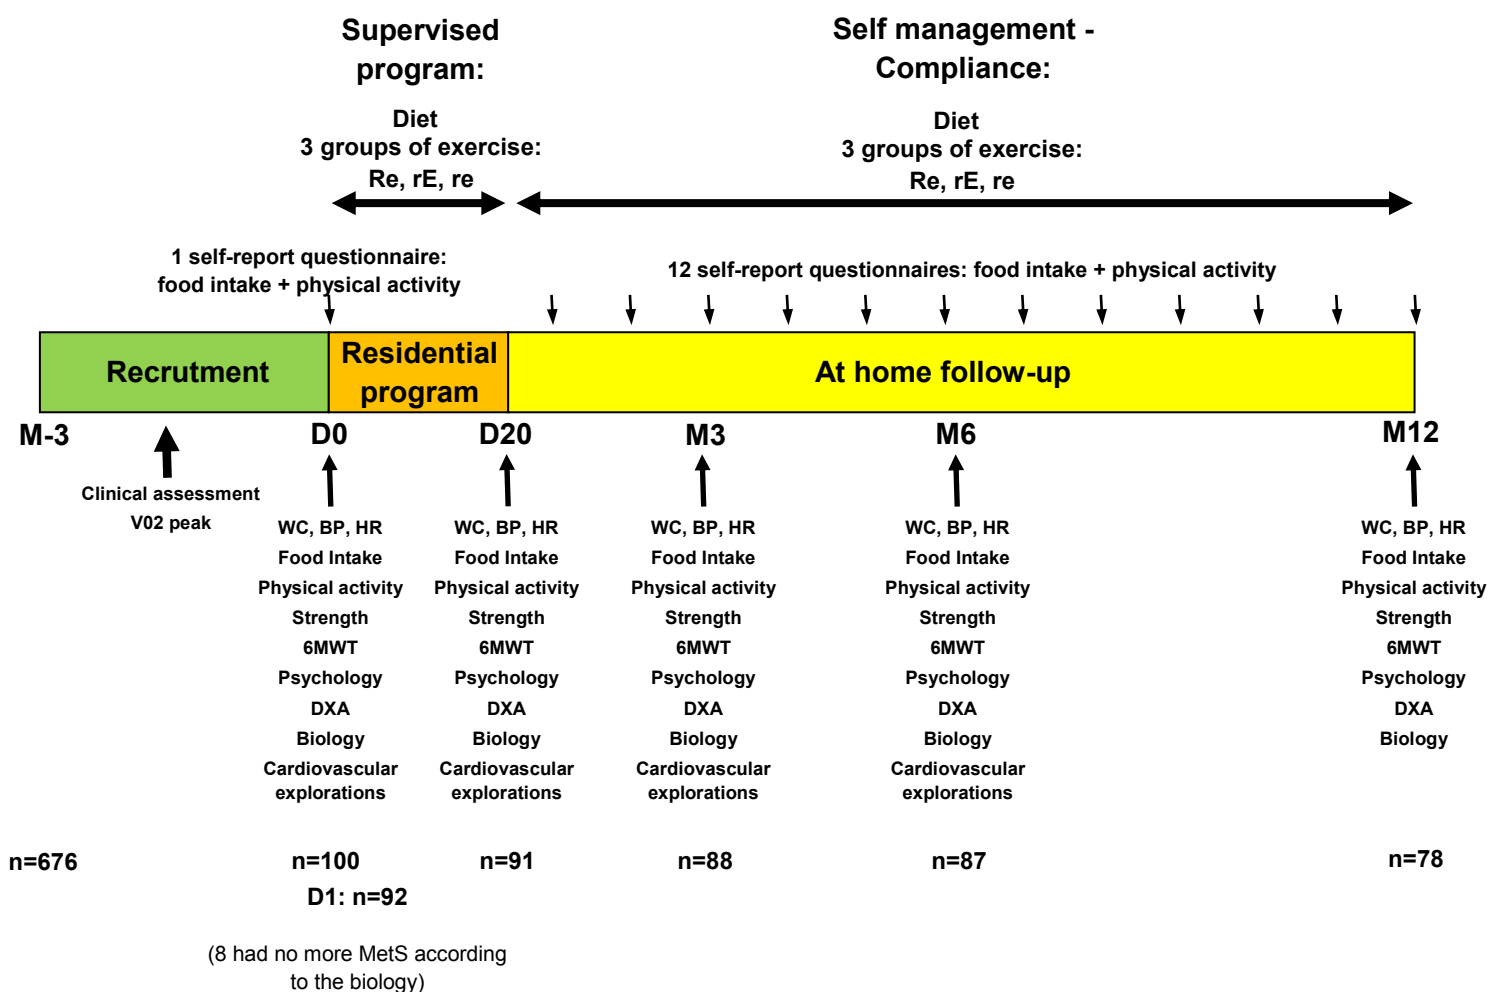 Supervised
program:
Diet
3 groups of exercise:
Re, rE, re
Self management -
Compliance:
Diet
3 groups of exercise:
Re, rE, re
1 self-report questionnaire:
food intake + physical activity
12 self-report questionnaires: food intake + physical activity
Recrutment
Residential
program
At home follow-up
M-3
D0
D20
M3
M6
M12
Clinical assessment
V02 peak
WC, BP, HR
Food Intake
Physical activity
Strength
6MWT
Psychology
DXA
Biology
Cardiovascular
explorations
WC, BP, HR
Food Intake
Physical activity
Strength
6MWT
Psychology
DXA
Biology
Cardiovascular
explorations
WC, BP, HR
Food Intake
Physical activity
Strength
6MWT
Psychology
DXA
Biology
Cardiovascular
explorations
WC, BP, HR
Food Intake
Physical activity
Strength
6MWT
Psychology
DXA
Biology
Cardiovascular
explorations
WC, BP, HR
Food Intake
Physical activity
Strength
6MWT
Psychology
DXA
Biology
n=676
n=100
n=91
n=88
n=87
n=78
D1: n=92
(8 had no more MetS according
to the biology)